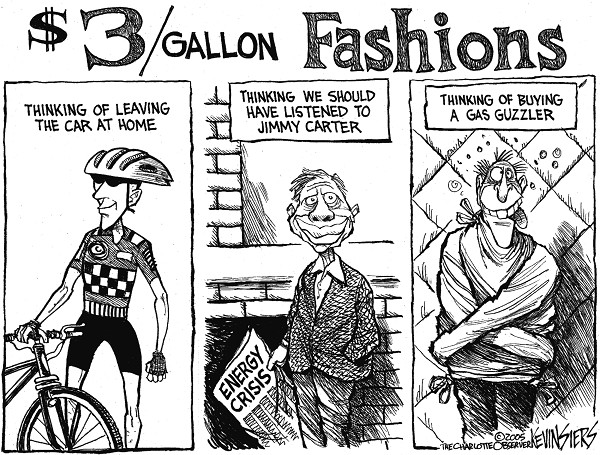 $3/GALLON Fashions
THINKING OF LEAVING
THE CAR AT HOME
THINKING WE SHOULD
HAVE LISTENED TO
JIMMY CARTER
ENERGY
CRISIS
THINKING OF BUYING
A GAS GUZZLER
©2005
THE CHARLOTTE OBSERVER
KEVIN SIERS